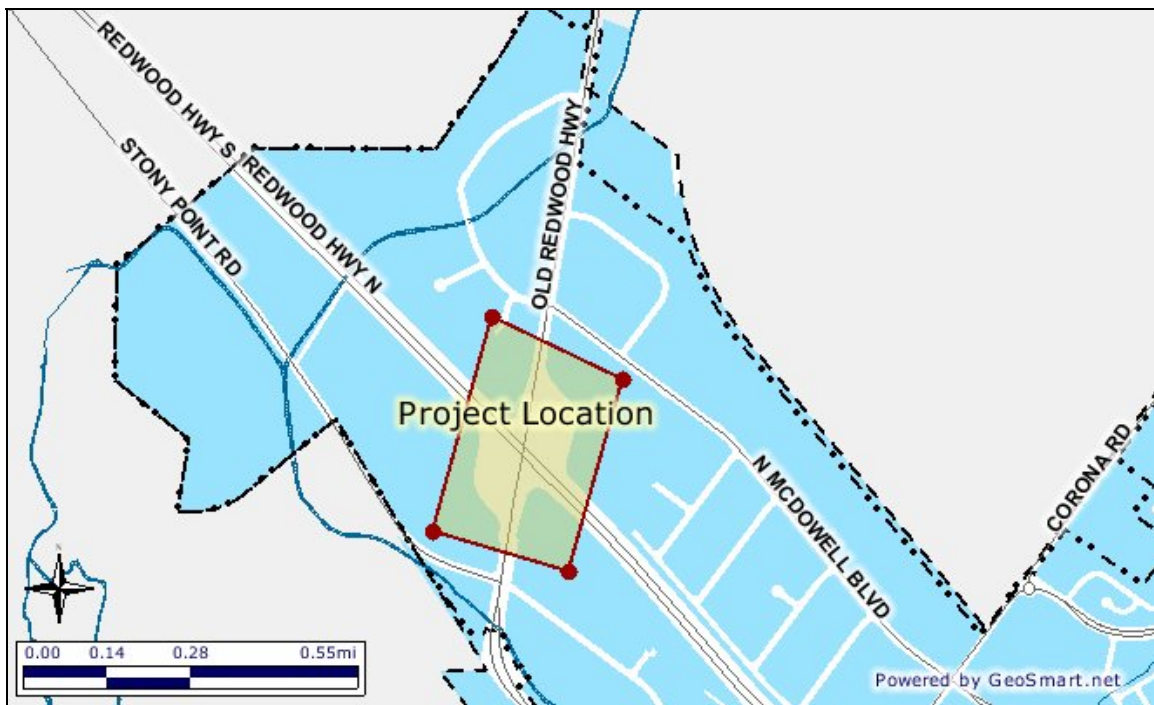 REDWOOD HWY S
REDWOOD HWY N
STONY POINT RD
OLD REDWOOD HWY
Project Location
N MCDOWELL BLVD
CORONA RD
N
0.00 0.14 0.28 0.55mi
Powered by GeoSmart.net